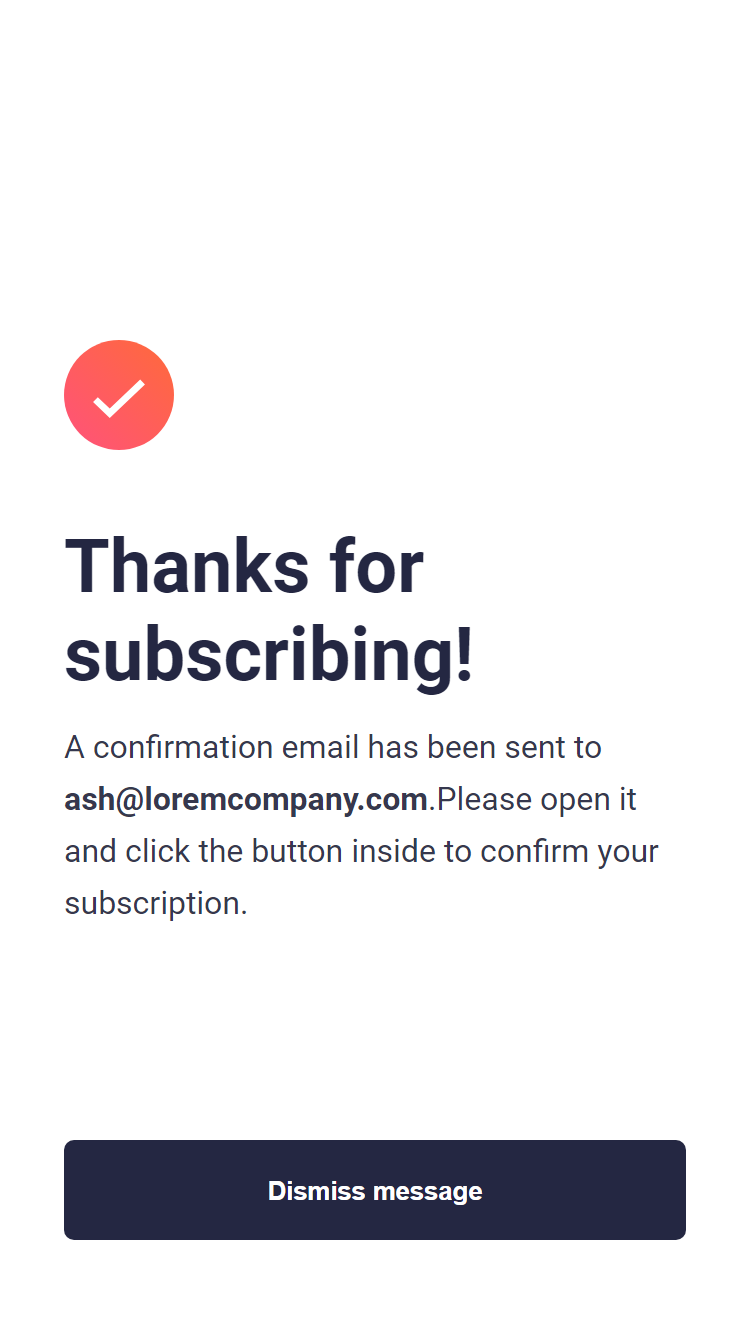 Thanks for
subscribing!
A confirmation email has been sent to
ash@loremcompany.com.Please open it
and click the button inside to confirm your
subscription.
Dismiss message